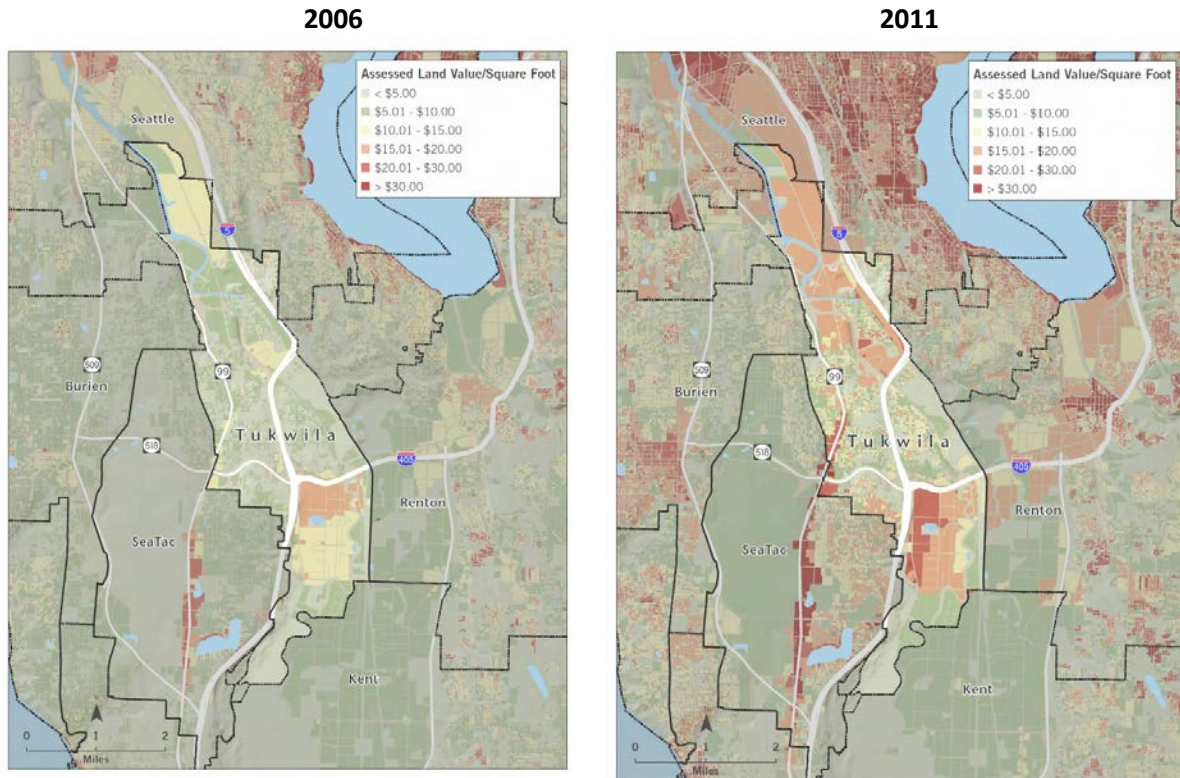 2006
Assessed Land Value/Square Foot
< $5.00
$5.01 - $10.00
$10.01 - $15.00
$15.01 - $20.00
$20.01 - $30.00
> $30.00
Seattle
5
509
Burien
99
Tukwila
518
405
Renton
SeaTac
Kent
0 1 2
Miles
2011
Assessed Land Value/Square Foot
< $5.00
$5.01 - $10.00
$10.01 - $15.00
$15.01 - $20.00
$20.01 - $30.00
> $30.00
Seattle
5
509
Burien
99
Tukwila
518
405
Renton
SeaTac
Kent
0 1 2
Miles